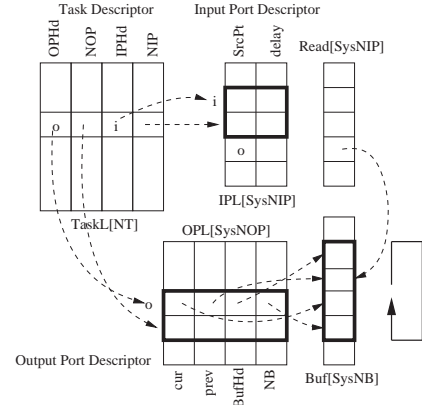 Task Descriptor
Input Port Descriptor
OPHd
NOP
IPHd
NIP
SrcPt
delay
Read[SysNIP]
i
o
i
o
IPL[SysNIP]
TaskL[NT]
OPL[SysNOP]
o
Output Port Descriptor
cur
prev
BufHd
NB
Buf[SysNB]